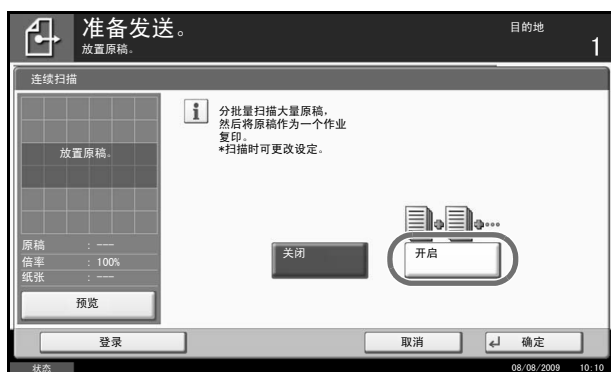 准备发送。
放置原稿。
目的地
1
连续扫描
放置原稿。
原稿 : ---
倍率 : 100%
纸张 : ---
预览
i
分批量扫描大量原稿，
然后将原稿作为一个作业
复印。
*扫描时可更改设定。
关闭
开启
登录
取消
确定
状态
08/08/2009 10:10